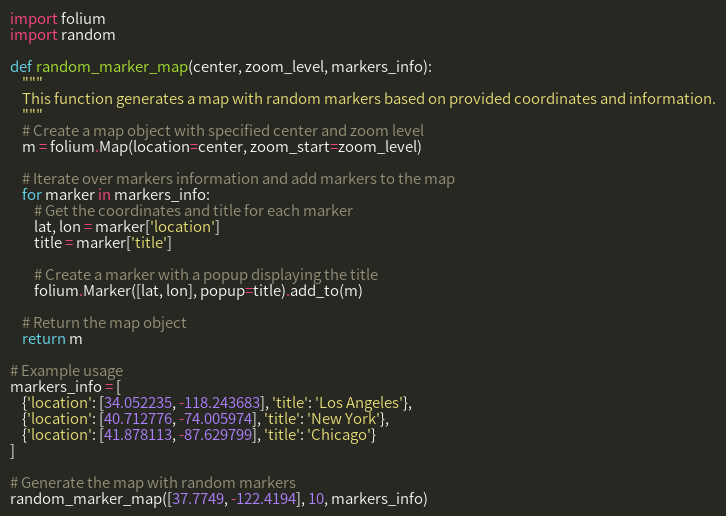 import folium
import random

def random_marker_map(center, zoom_level, markers_info):
    """
    This function generates a map with random markers based on provided coordinates and information.
    """
    # Create a map object with specified center and zoom level
    m = folium.Map(location=center, zoom_start=zoom_level)

    # Iterate over markers information and add markers to the map
    for marker in markers_info:
        # Get the coordinates and title for each marker
        lat, lon = marker['location']
        title = marker['title']

        # Create a marker with a popup displaying the title
        folium.Marker([lat, lon], popup=title).add_to(m)

    # Return the map object
    return m

# Example usage
markers_info = [
    {'location': [34.052235, -118.243683], 'title': 'Los Angeles'},
    {'location': [40.712776, -74.005974], 'title': 'New York'},
    {'location': [41.878113, -87.629799], 'title': 'Chicago'}
]

# Generate the map with random markers
random_marker_map([37.7749, -122.4194], 10, markers_info)